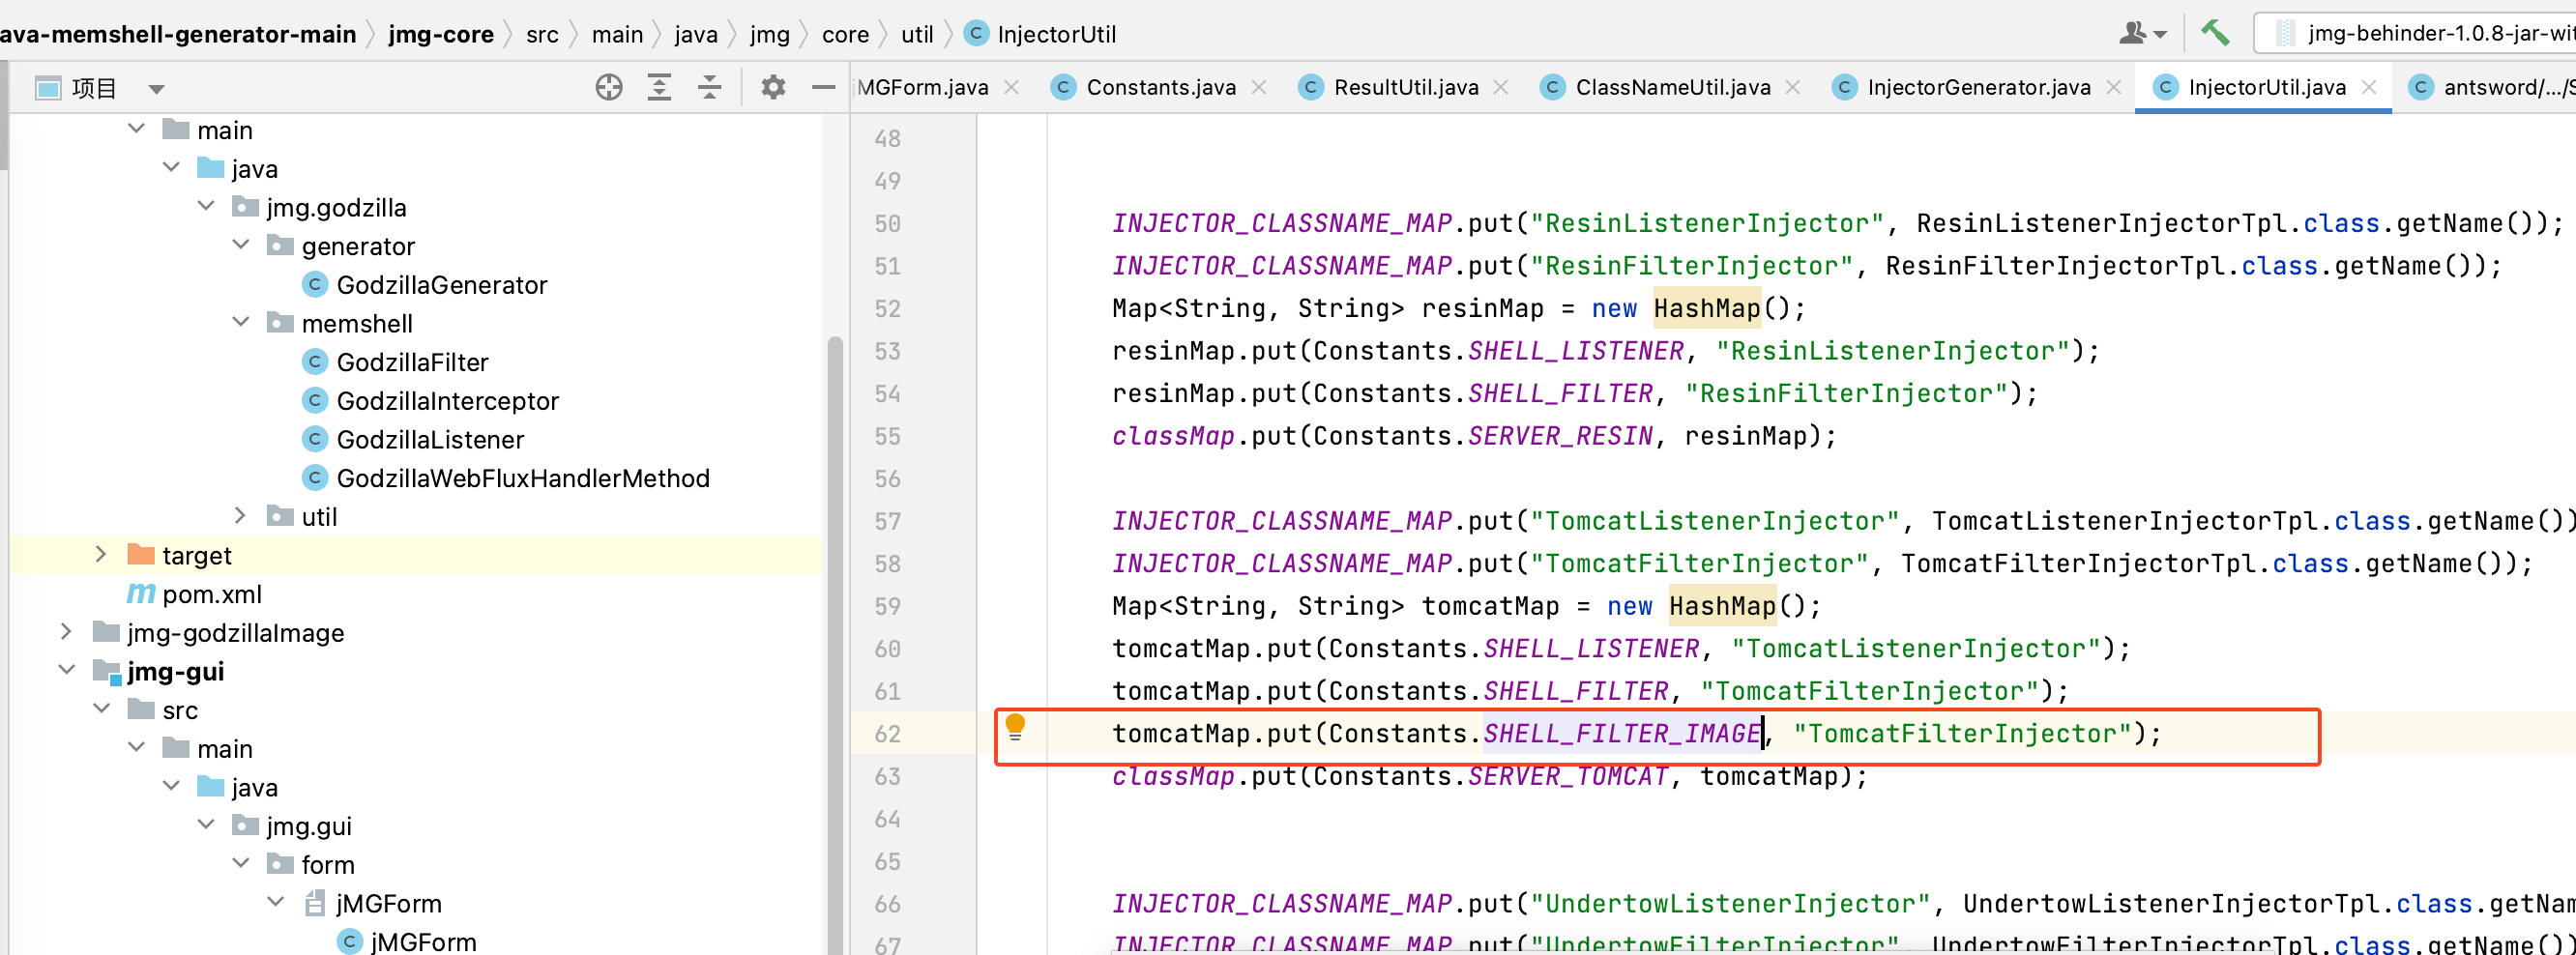 ava-memshell-generator-main 〉 jmg-core 〉 src 〉 main 〉 java 〉 jmg 〉 core 〉 util 〉 InjectorUtil
jmg-behinder-1.0.8-jar-wit
项目
MGForm.java
Constants.java
ResultUtil.java
ClassNameUtil.java
InjectorGenerator.java
InjectorUtil.java
antsword/.../S
main
java
jmg.godzilla
generator
GodzillaGenerator
memshell
GodzillaFilter
GodzillaInterceptor
GodzillaListener
GodzillaWebFluxHandlerMethod
util
target
pom.xml
jmg-godzillaImage
jmg-gui
src
main
java
jmg.gui
form
jMGForm
jMGForm
48
49
50 INJECTOR_CLASSNAME_MAP.put("ResinListenerInjector", ResinListenerInjectorTpl.class.getName());
51 INJECTOR_CLASSNAME_MAP.put("ResinFilterInjector", ResinFilterInjectorTpl.class.getName());
52 Map<String, String> resinMap = new HashMap();
53 resinMap.put(Constants.SHELL_LISTENER, "ResinListenerInjector");
54 resinMap.put(Constants.SHELL_FILTER, "ResinFilterInjector");
55 classMap.put(Constants.SERVER_RESIN, resinMap);
56
57 INJECTOR_CLASSNAME_MAP.put("TomcatListenerInjector", TomcatListenerInjectorTpl.class.getName())
58 INJECTOR_CLASSNAME_MAP.put("TomcatFilterInjector", TomcatFilterInjectorTpl.class.getName());
59 Map<String, String> tomcatMap = new HashMap();
60 tomcatMap.put(Constants.SHELL_LISTENER, "TomcatListenerInjector");
61 tomcatMap.put(Constants.SHELL_FILTER, "TomcatFilterInjector");
62 tomcatMap.put(Constants.SHELL_FILTER_IMAGE, "TomcatFilterInjector");
63 classMap.put(Constants.SERVER_TOMCAT, tomcatMap);
64
65
66 INJECTOR_CLASSNAME_MAP.put("UndertowListenerInjector", UndertowListenerInjectorTpl.class.getNam
67 INJECTOR_CLASSNAME_MAP.put("UndertowFilterInjector", UndertowFilterInjectorTpl.class.getName())